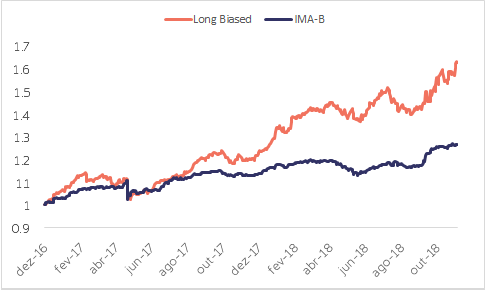 Long Biased
IMA-B
1.7
1.6
1.5
1.4
1.3
1.2
1.1
1
0.9
dez-16
fev-17
abr-17
jun-17
ago-17
out-17
dez-17
fev-18
abr-18
jun-18
ago-18
out-18